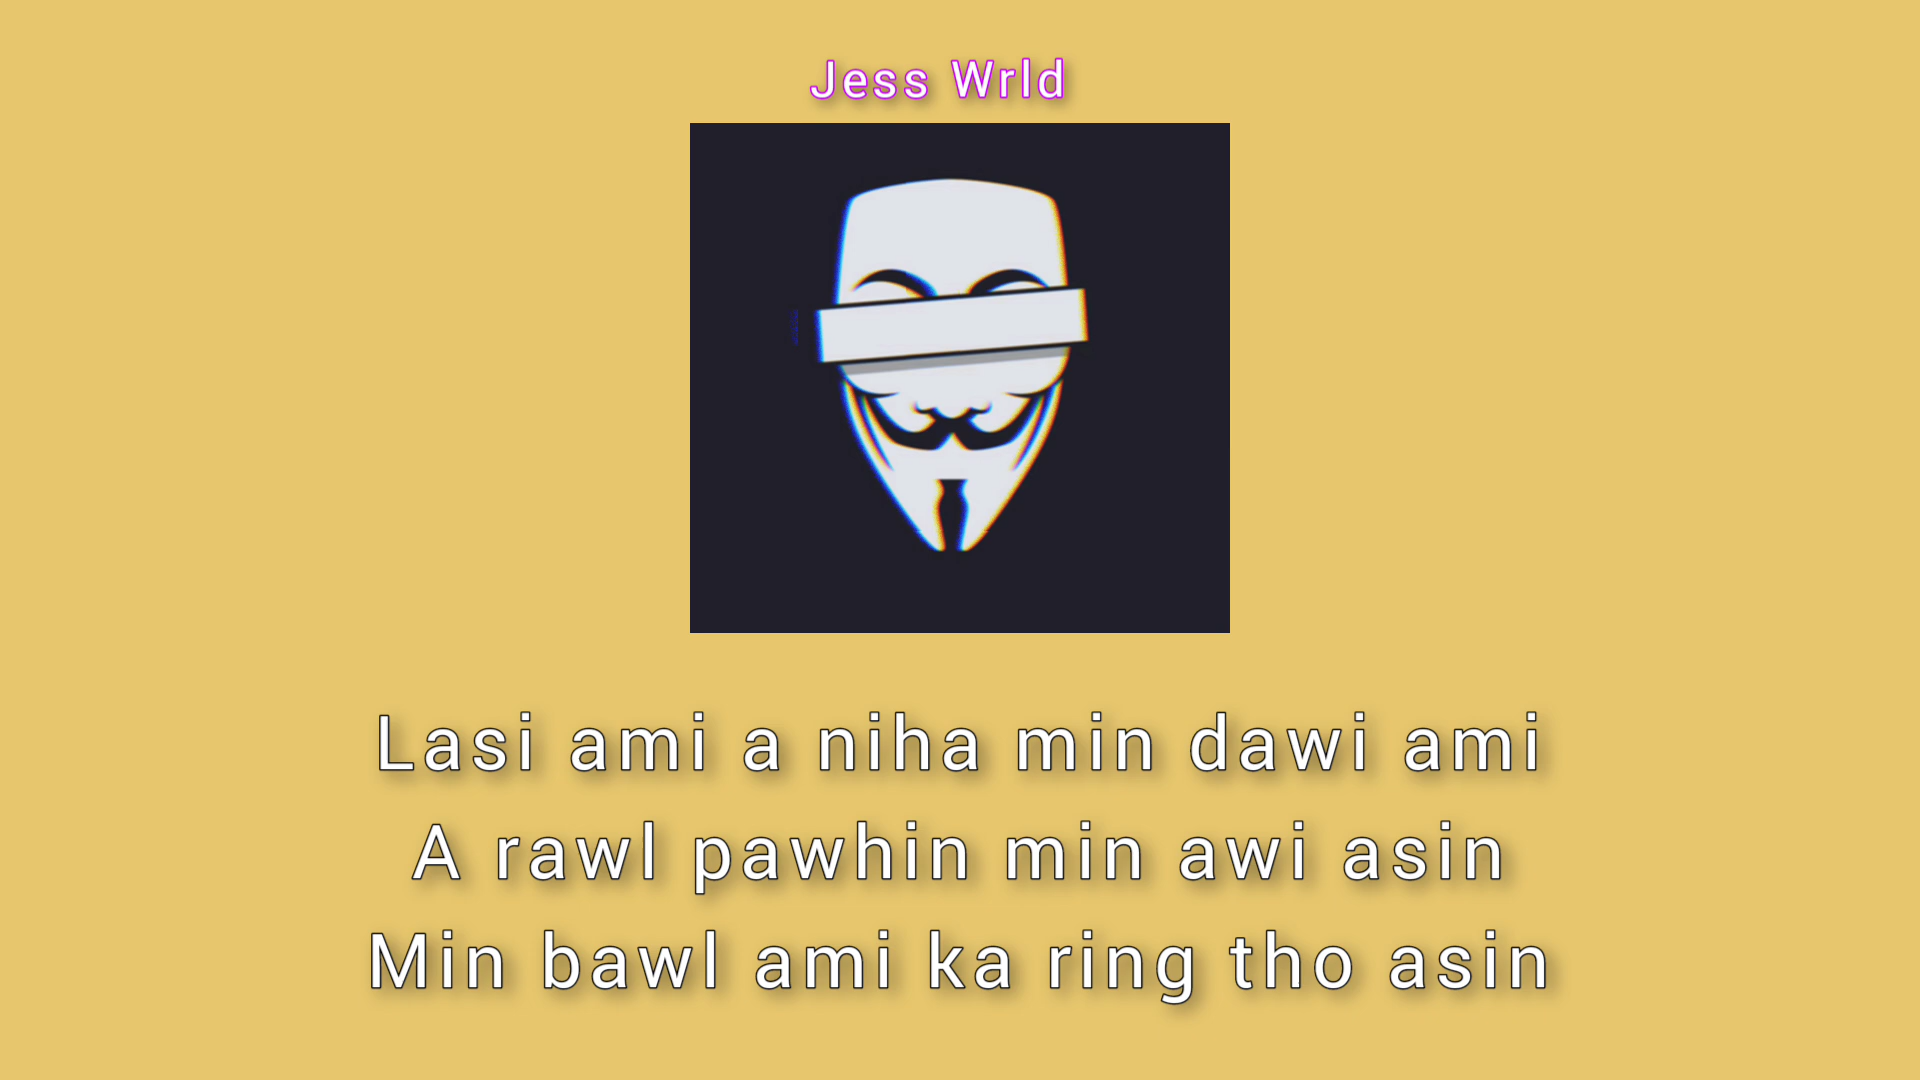 Jess Wrld
Lasi ami a niha min dawi ami
A rawl pawhin min awi asin
Min bawl ami ka ring tho asin